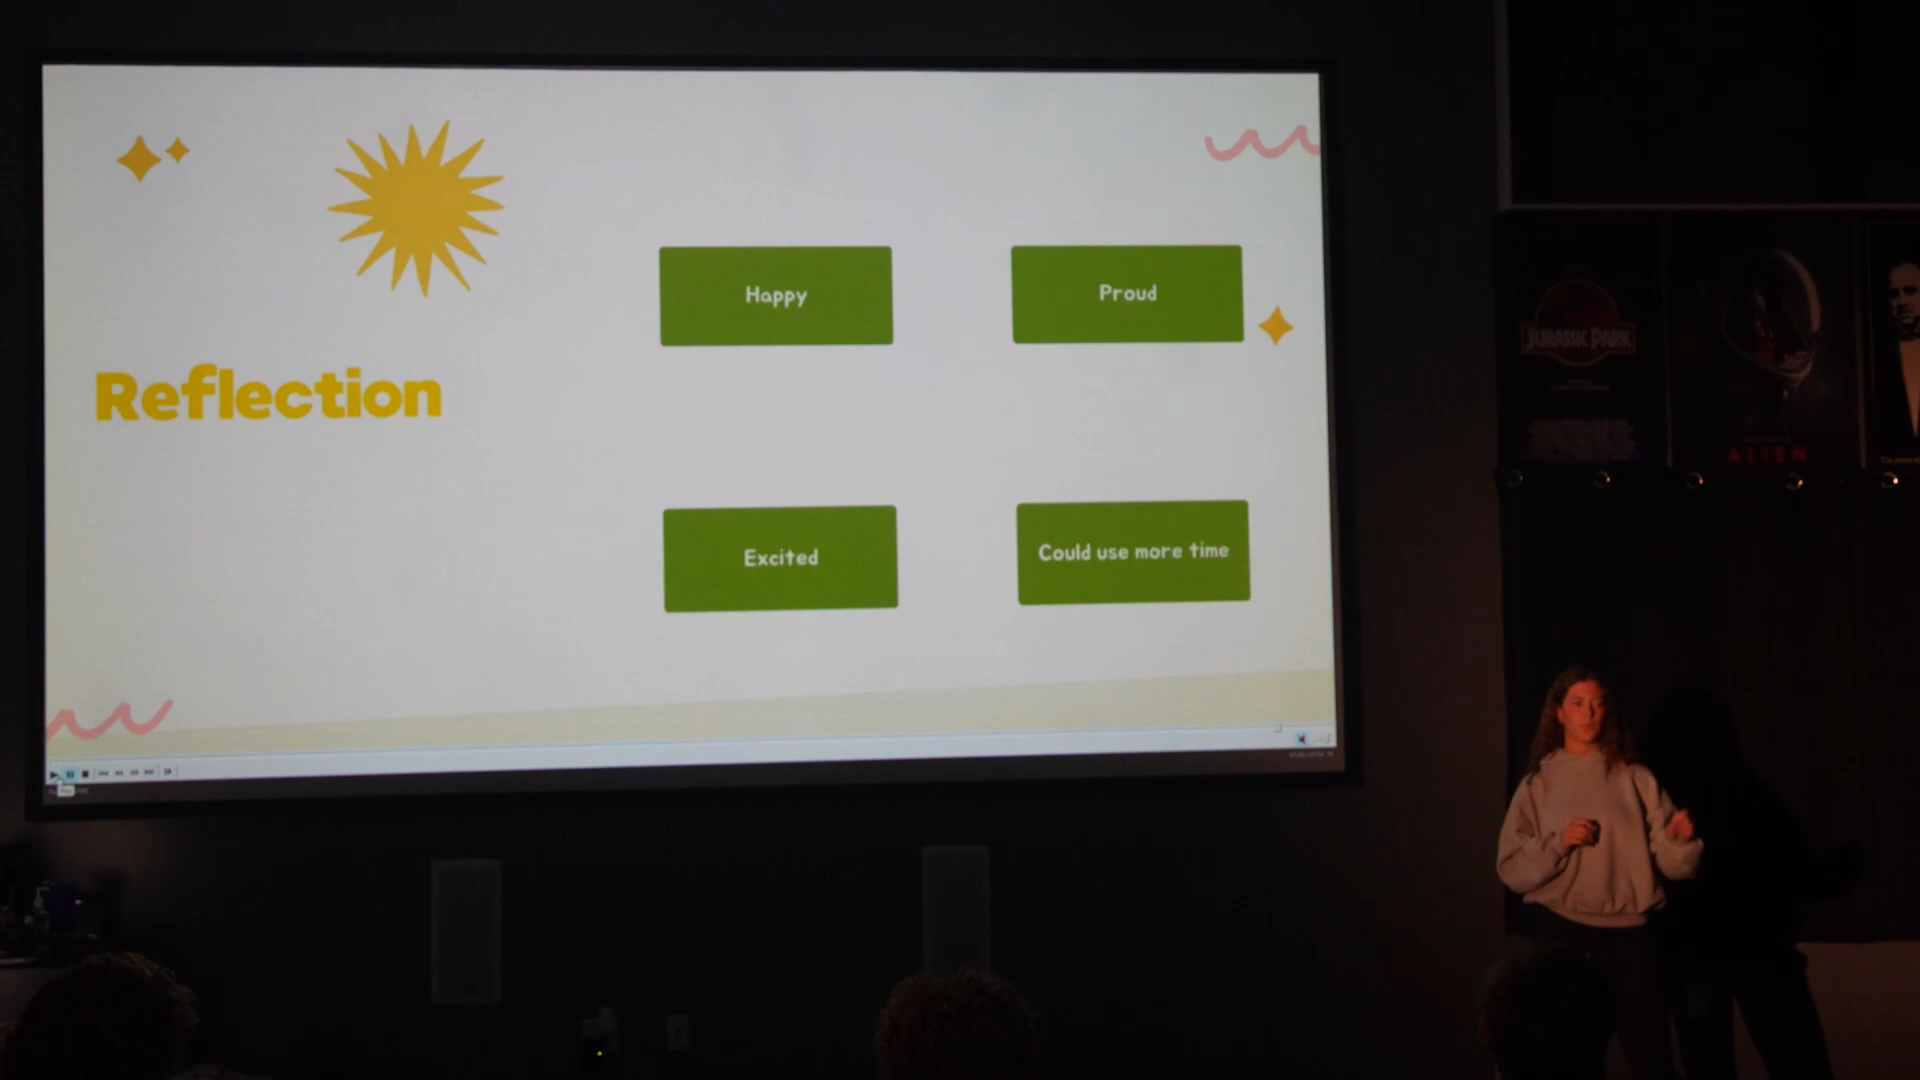 Reflection
Happy
Proud
Excited
Could use more time
JURASSIC PARK
ALIEN